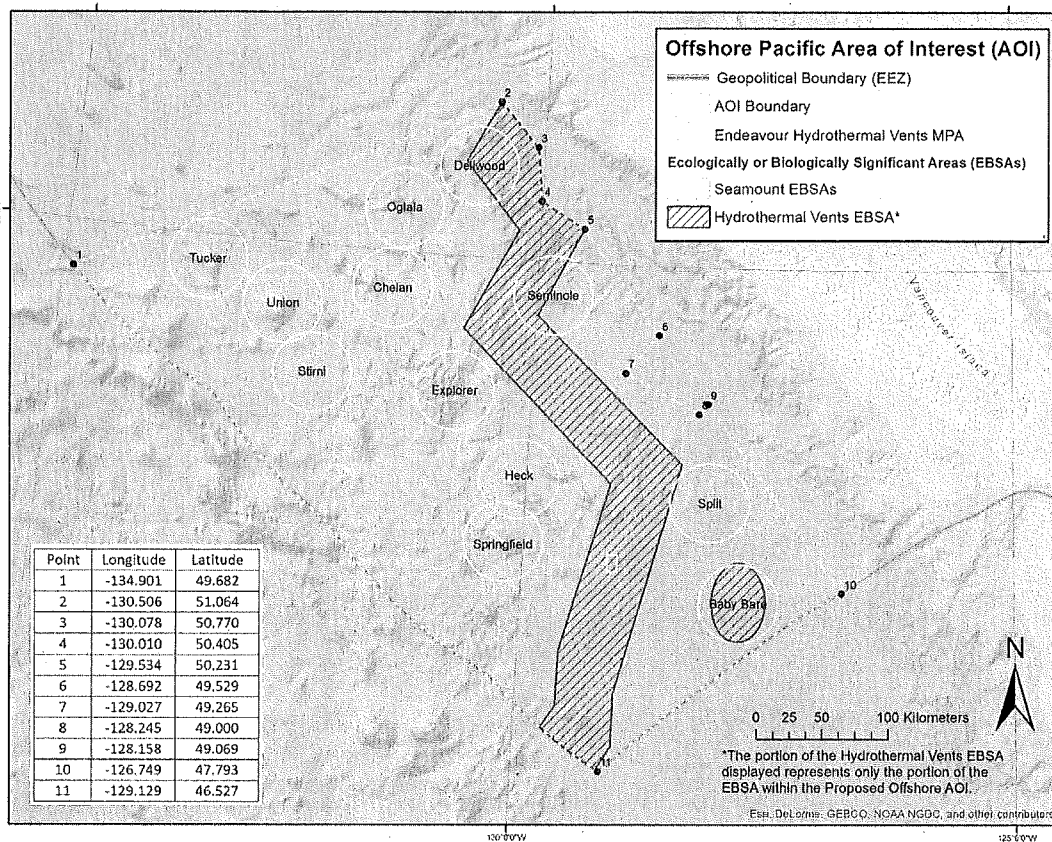 Offshore Pacific Area of Interest (AOI)
Geopolitical Boundary (EEZ)
AOI Boundary
Endeavour Hydrothermal Vents MPA
Ecologically or Biologically Significant Areas (EBSAs)
Seamount EBSAs
Hydrothermal Vents EBSA*
2
3
Dellwood
4
Oglala
5
1
Tucker
Chelan
Union
Seminole
Vancouver Island
6
Stirni
7
Explorer
9
8
Heck
Split
Springfield
10
Baby Bare
11
Point Longitude Latitude
1 -134.901 49.682
2 -130.506 51.064
3 -130.078 50.770
4 -130.010 50.405
5 -129.534 50.231
6 -128.692 49.529
7 -129.027 49.265
8 -128.245 49.000
9 -128.158 49.069
10 -126.749 47.793
11 -129.129 46.527
N
0 25 50 100 Kilometers
*The portion of the Hydrothermal Vents EBSA
displayed represents only the portion of the
EBSA within the Proposed Offshore AOI.
Esri, DeLorme, GEBCO, NOAA NGDC, and other contributors
130°0'0"W
125°0'0"W